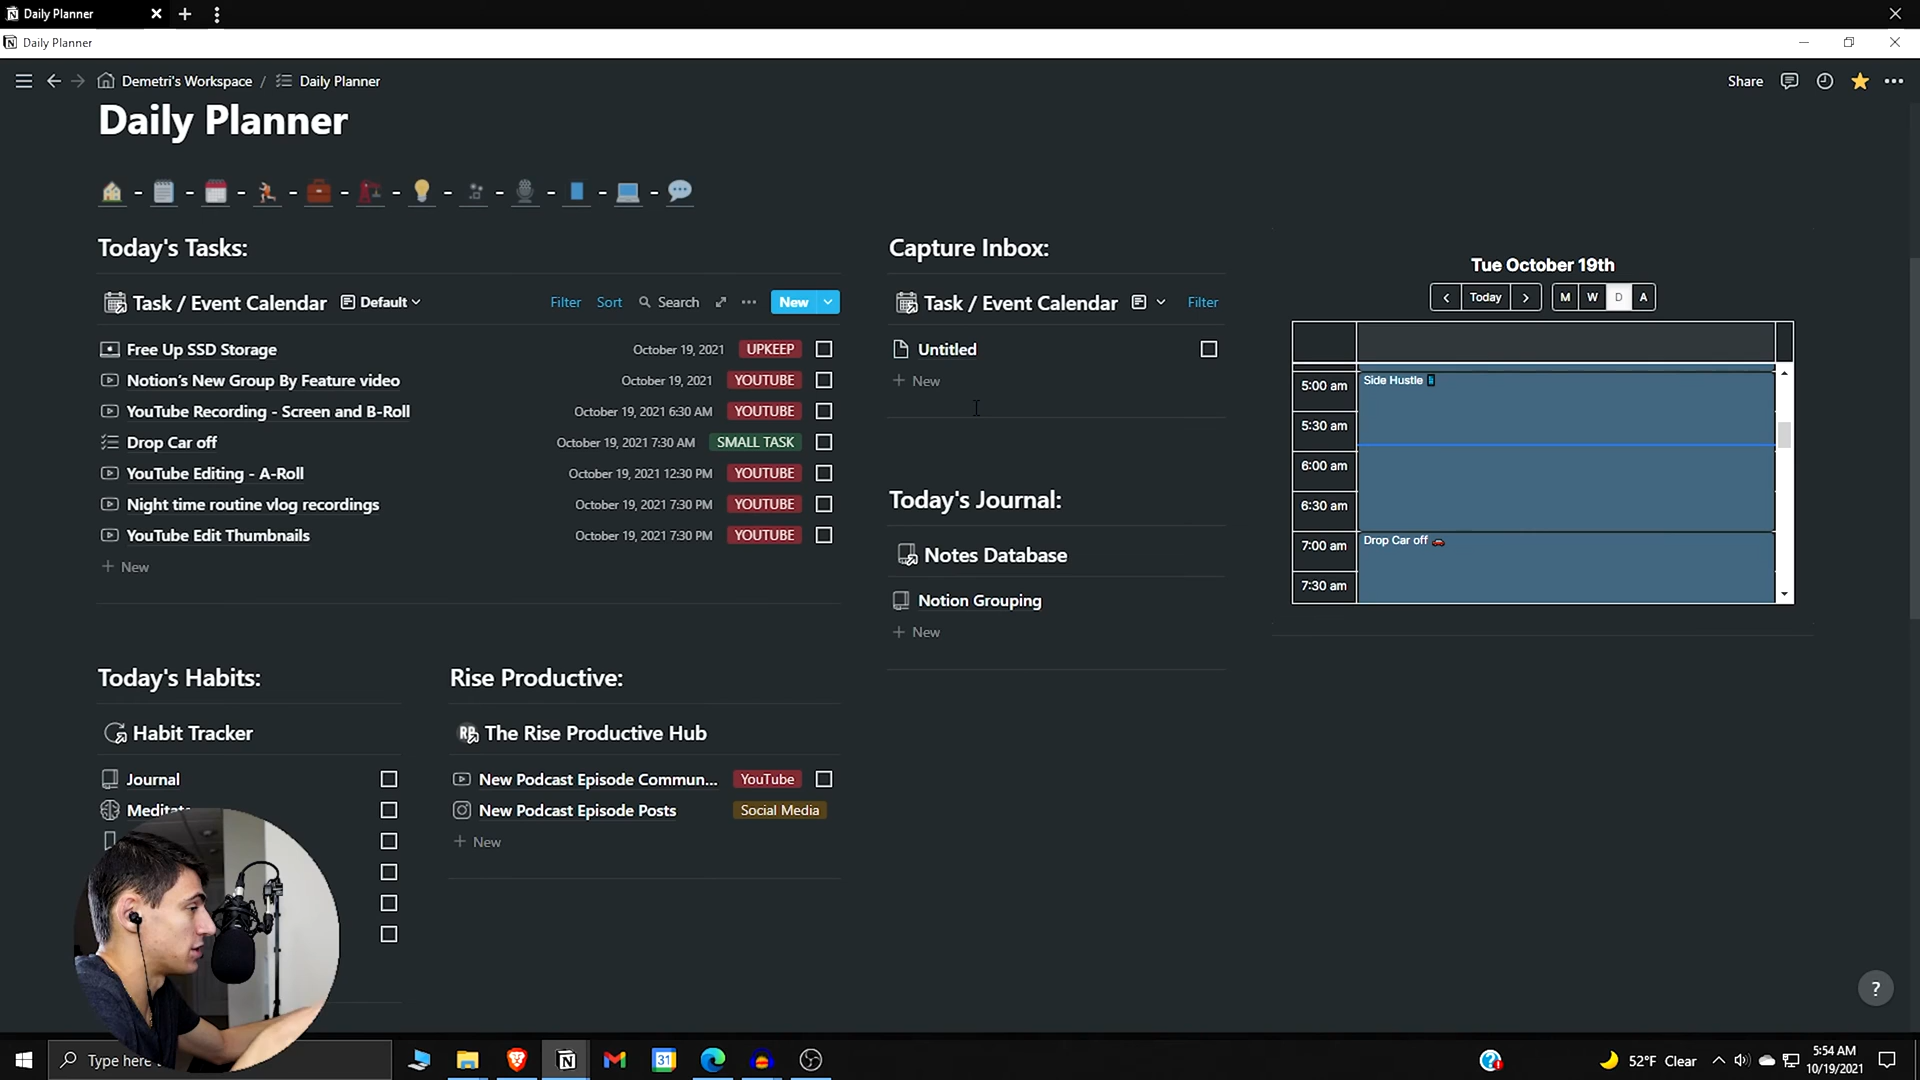 Daily Planner
Daily Planner
Demetri's Workspace / Daily Planner
Share
Daily Planner
Today's Tasks:
Task / Event Calendar Default
Filter Sort Search New
Free Up SSD Storage October 19, 2021 UPKEEP
Notion's New Group By Feature video October 19, 2021 YOUTUBE
YouTube Recording - Screen and B-Roll October 19, 2021 6:30 AM YOUTUBE
Drop Car off October 19, 2021 7:30 AM SMALL TASK
YouTube Editing - A-Roll October 19, 2021 12:30 PM YOUTUBE
Night time routine vlog recordings October 19, 2021 7:30 PM YOUTUBE
YouTube Edit Thumbnails October 19, 2021 7:30 PM YOUTUBE
+ New
Capture Inbox:
Task / Event Calendar Filter
Untitled
+ New
Today's Journal:
Notes Database
Notion Grouping
+ New
Tue October 19th
< Today > M W D A
5:00 am Side Hustle
5:30 am
6:00 am
6:30 am
7:00 am Drop Car off
7:30 am
Today's Habits:
Habit Tracker
Journal
Meditate
Rise Productive:
The Rise Productive Hub
New Podcast Episode Commun... YouTube
New Podcast Episode Posts Social Media
+ New
?
Type here
31
52°F Clear
5:54 AM
10/19/2021